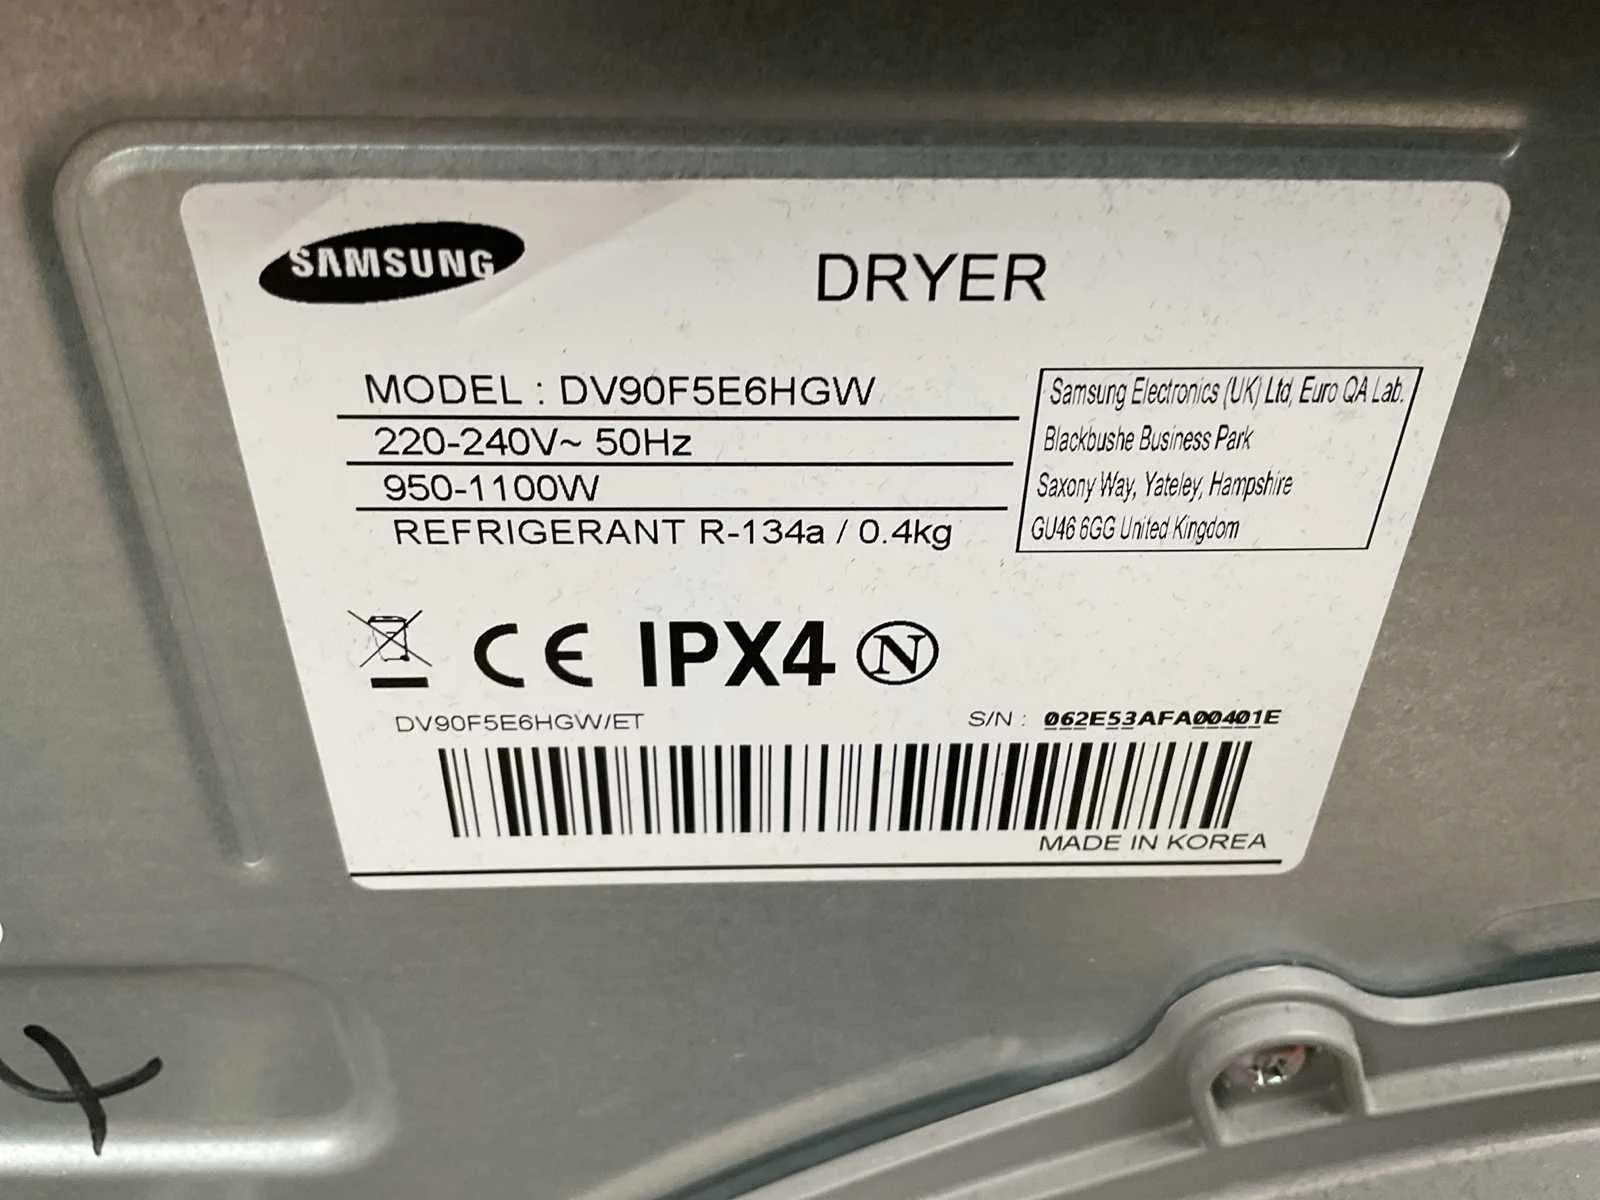 SAMSUNG
DRYER
MODEL : DV90F5E6HGW
220-240V~ 50Hz
950-1100W
REFRIGERANT R-134a / 0.4kg
Samsung Electronics (UK) Ltd, Euro QA Lab.
Blackbushe Business Park
Saxony Way, Yateley, Hampshire
GU46 6GG United Kingdom
CE IPX4 N
DV90F5E6HGW/ET
S/N : 062E53AFA00401E
MADE IN KOREA